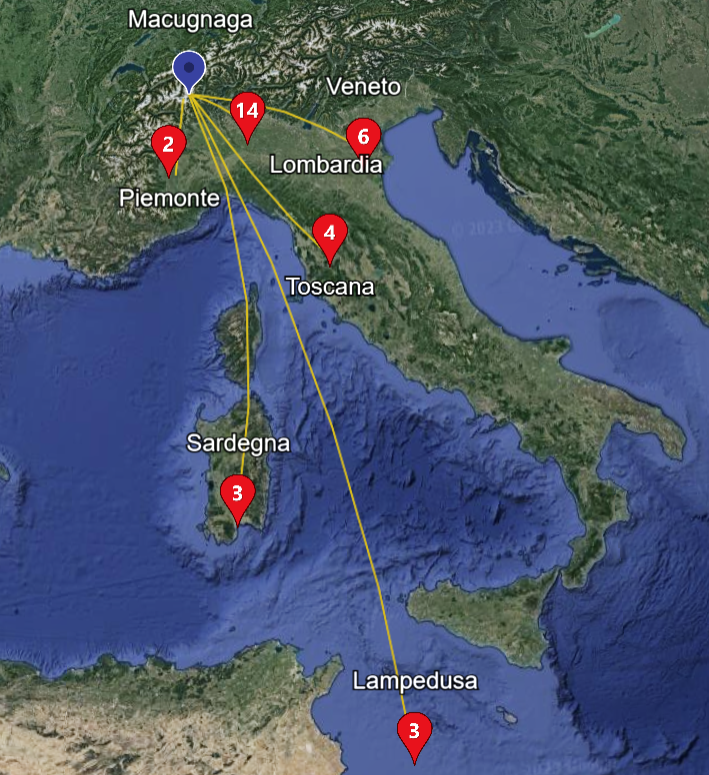 Macugnaga
Veneto
14
6
2
Lombardia
Piemonte
4
Toscana
Sardegna
3
Lampedusa
3